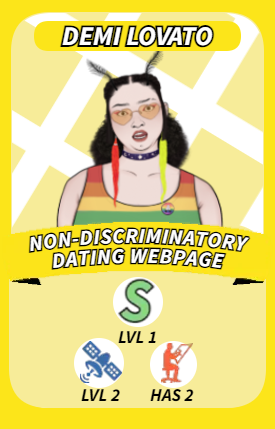 DEMI LOVATO
NON-DISCRIMINATORY
DATING WEBPAGE
S
LVL 1
LVL 2 HAS 2